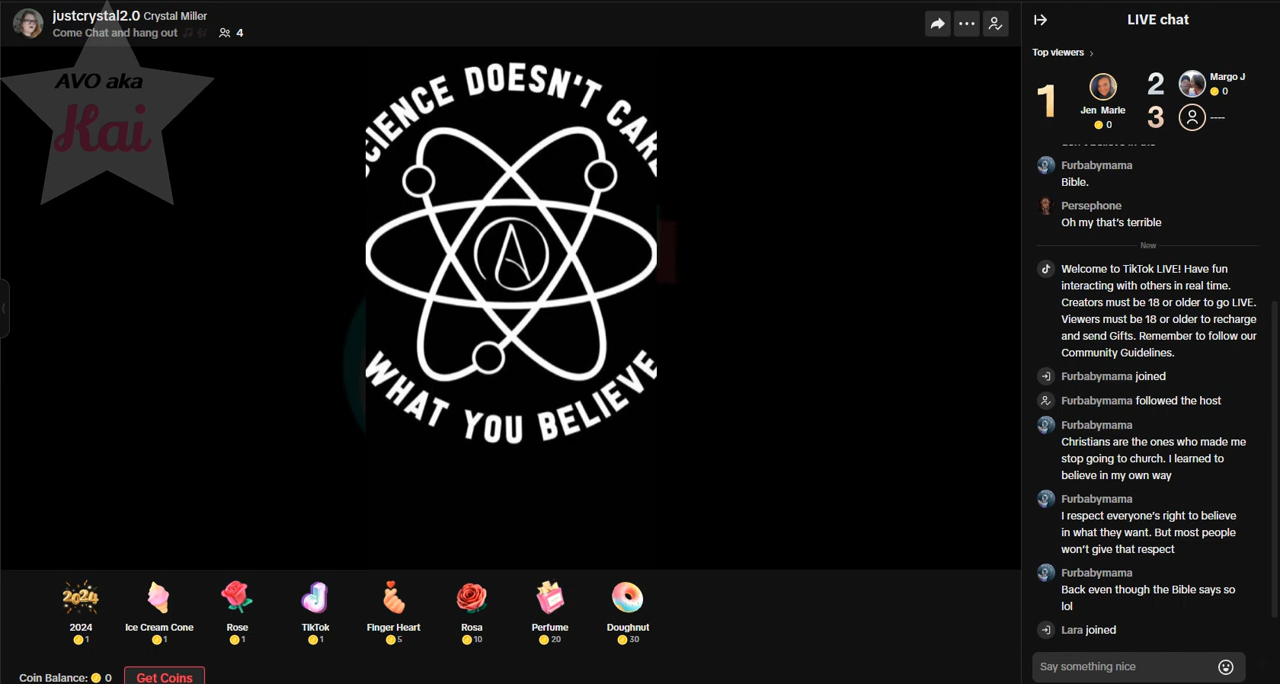 justcrystal2.0 Crystal Miller
Come Chat and hang out
4
AVO aka
Kai
SCIENCE DOESN'T CARE
WHAT YOU BELIEVE
2024
2024
1
Ice Cream Cone
1
Rose
1
TikTok
1
Finger Heart
5
Rosa
10
Perfume
20
Doughnut
30
Coin Balance: 0
Get Coins
LIVE chat
Top viewers
1
Jen Marie
0
2
Margo J
0
3
----
Furbabymama
Bible.
Persephone
Oh my that's terrible
New
Welcome to TikTok LIVE! Have fun
interacting with others in real time.
Creators must be 18 or older to go LIVE.
Viewers must be 18 or older to recharge
and send Gifts. Remember to follow our
Community Guidelines.
Furbabymama joined
Furbabymama followed the host
Furbabymama
Christians are the ones who made me
stop going to church. I learned to
believe in my own way
Furbabymama
I respect everyone's right to believe
in what they want. But most people
won't give that respect
Furbabymama
Back even though the Bible says so
lol
Lara joined
Say something nice